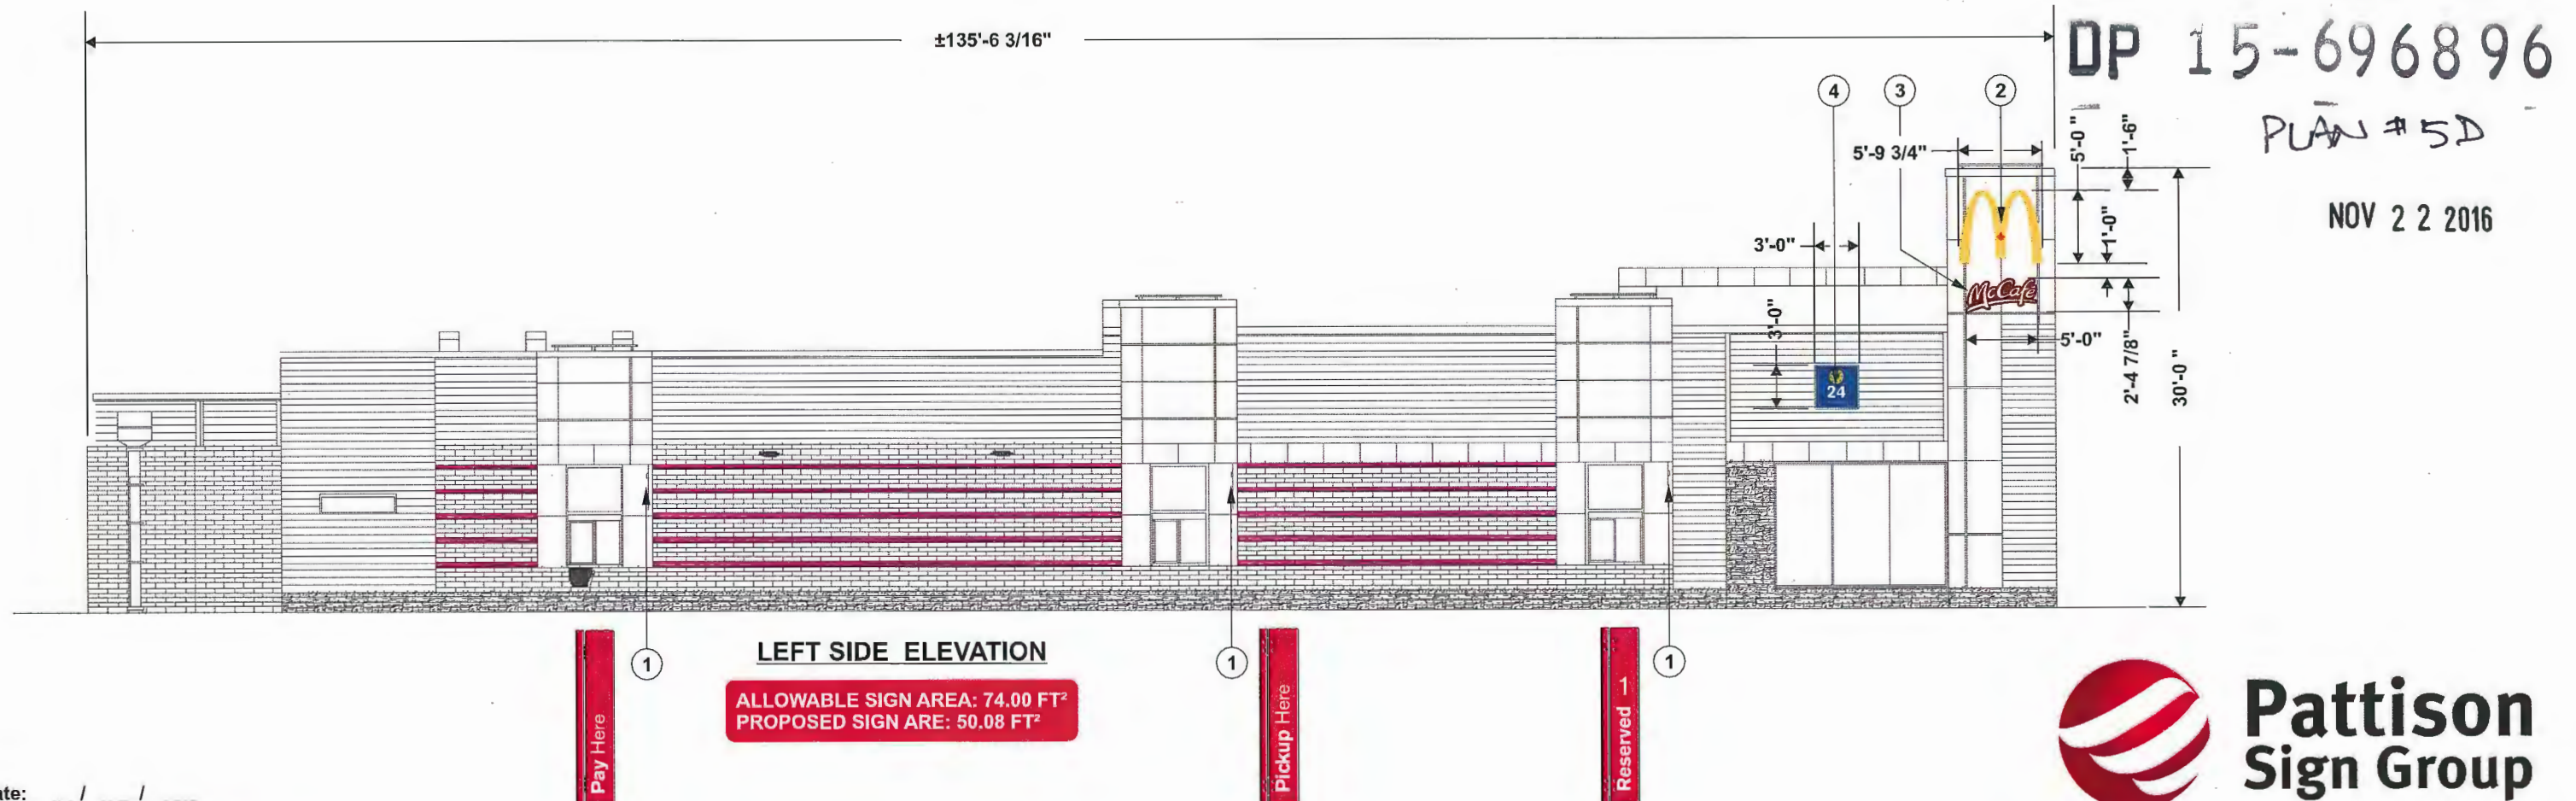 ±135'-6 3/16"
DP 15-696896
PLAN #5D
NOV 2 2 2016
4
3
2
5'-9 3/4"
5'-0"
1'-6"
3'-0"
1'-0"
McCafé
3'-0"
24
5'-0"
2'-4 7/8"
30'-0"
1
1
1
LEFT SIDE ELEVATION
ALLOWABLE SIGN AREA: 74.00 FT²
PROPOSED SIGN ARE: 50.08 FT²
Pay Here
Pickup Here
Reserved 1
Pattison
Sign Group